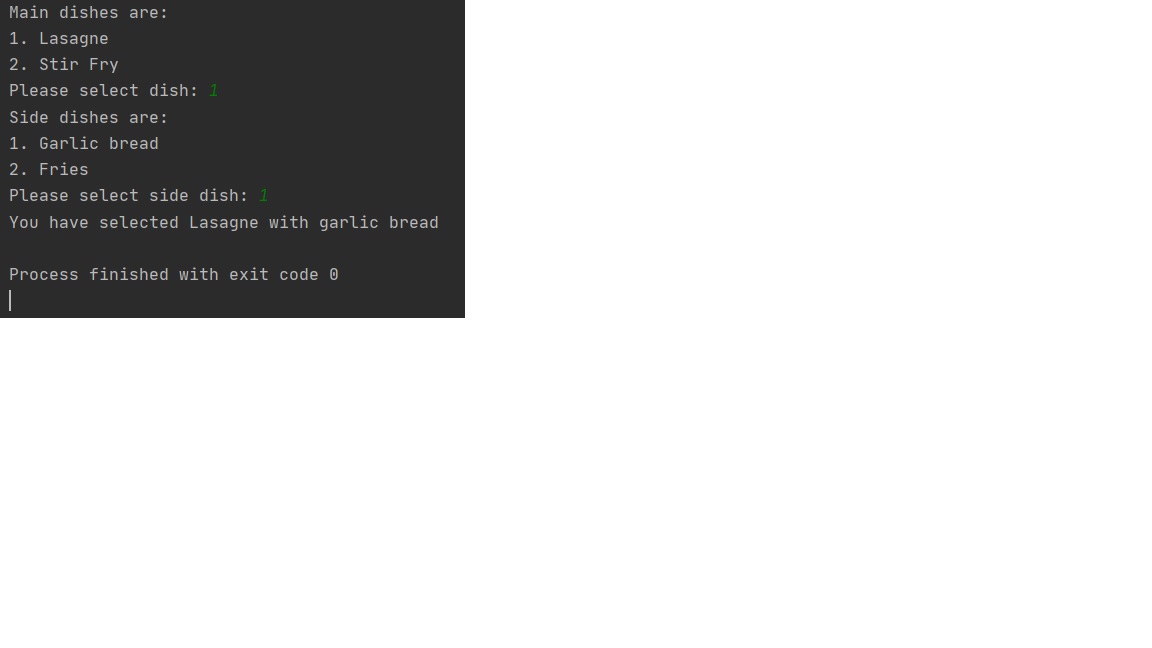 Main dishes are:
1. Lasagne
2. Stir Fry
Please select dish: 1
Side dishes are:
1. Garlic bread
2. Fries
Please select side dish: 1
You have selected Lasagne with garlic bread
Process finished with exit code 0